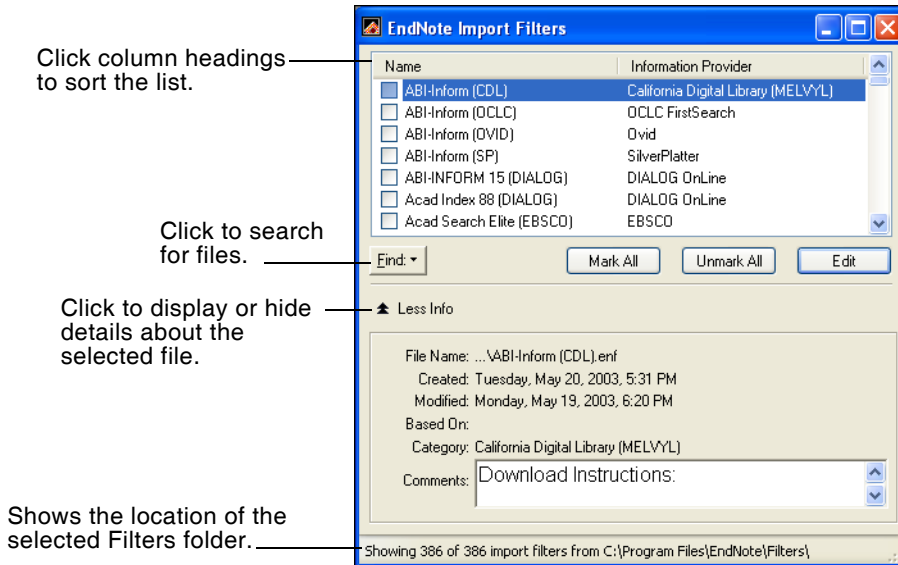 EndNote Import Filters
Click column headings
to sort the list.
Name Information Provider
ABI-Inform (CDL) California Digital Library (MELVYL)
ABI-Inform (OCLC) OCLC FirstSearch
ABI-Inform (OVID) Ovid
ABI-Inform (SP) SilverPlatter
ABI-INFORM 15 (DIALOG) DIALOG OnLine
Acad Index 88 (DIALOG) DIALOG OnLine
Acad Search Elite (EBSCO) EBSCO
Click to search
for files.
Find: Mark All Unmark All Edit
Click to display or hide
details about the
selected file.
Less Info
File Name: ...\ABI-Inform (CDL).enf
Created: Tuesday, May 20, 2003, 5:31 PM
Modified: Monday, May 19, 2003, 6:20 PM
Based On:
Category: California Digital Library (MELVYL)
Comments: Download Instructions:
Shows the location of the
selected Filters folder.
Showing 386 of 386 import filters from C:\Program Files\EndNote\Filters\